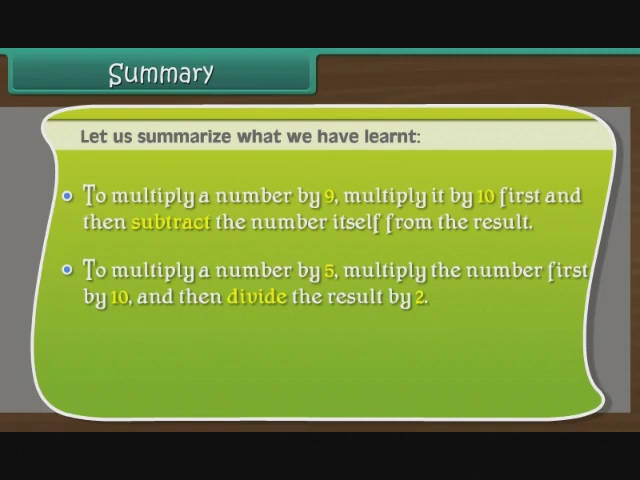 Summary
Let us summarize what we have learnt:
To multiply a number by 9, multiply it by 10 first and
then subtract the number itself from the result.
To multiply a number by 5, multiply the number first
by 10, and then divide the result by 2.